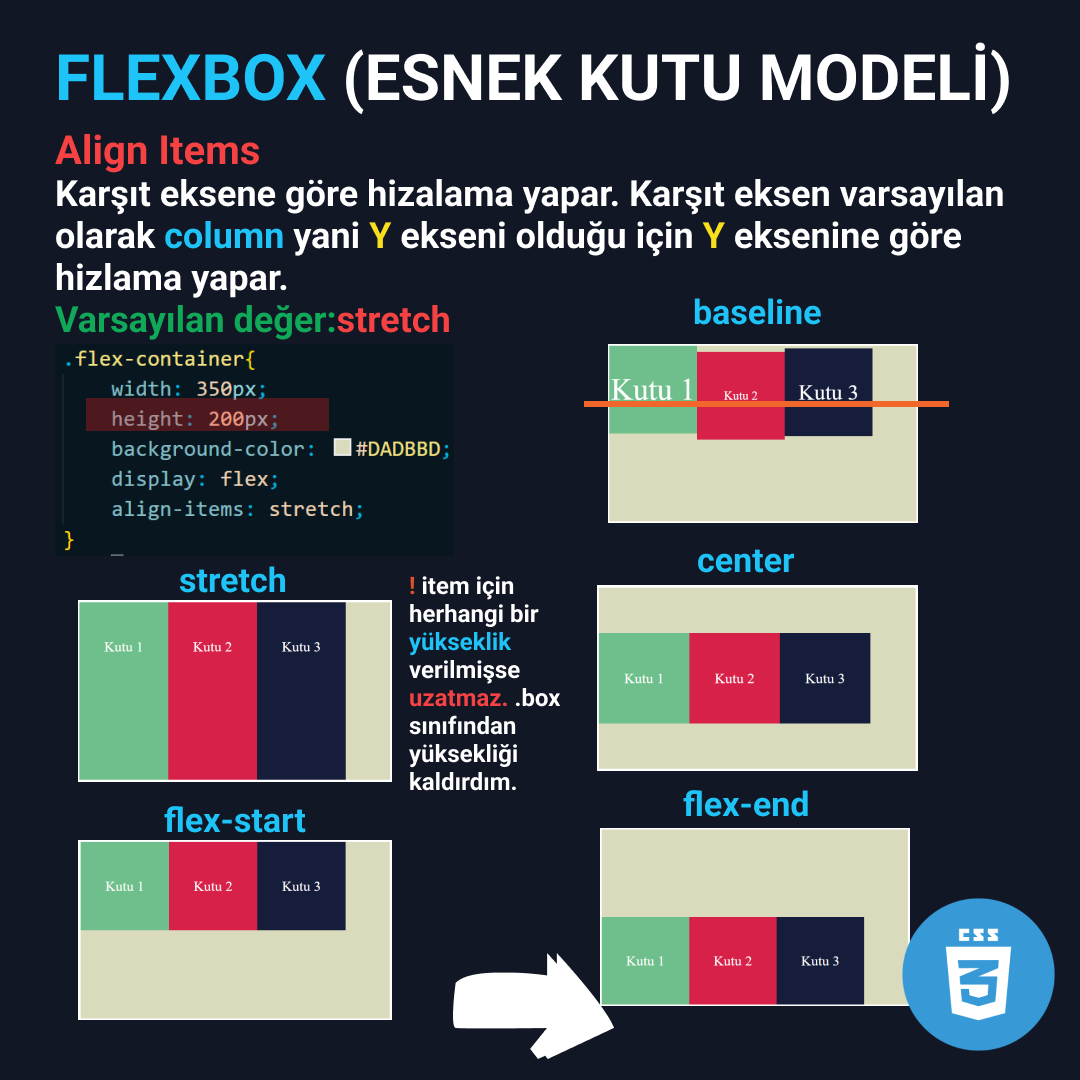 FLEXBOX (ESNEK KUTU MODELİ)
Align Items
Karşıt eksene göre hizalama yapar. Karşıt eksen varsayılan
olarak column yani Y ekseni olduğu için Y eksenine göre
hizlama yapar.
Varsayılan değer:stretch
.flex-container{
width: 350px;
height: 200px;
background-color: #DADBBD;
display: flex;
align-items: stretch;
}
baseline
Kutu 1 Kutu 2 Kutu 3
stretch
Kutu 1 Kutu 2 Kutu 3
! item için
herhangi bir
yükseklik
verilmişse
uzatmaz. .box
sınıfından
yüksekliği
kaldırdım.
center
Kutu 1 Kutu 2 Kutu 3
flex-start
Kutu 1 Kutu 2 Kutu 3
flex-end
Kutu 1 Kutu 2 Kutu 3
CSS
3